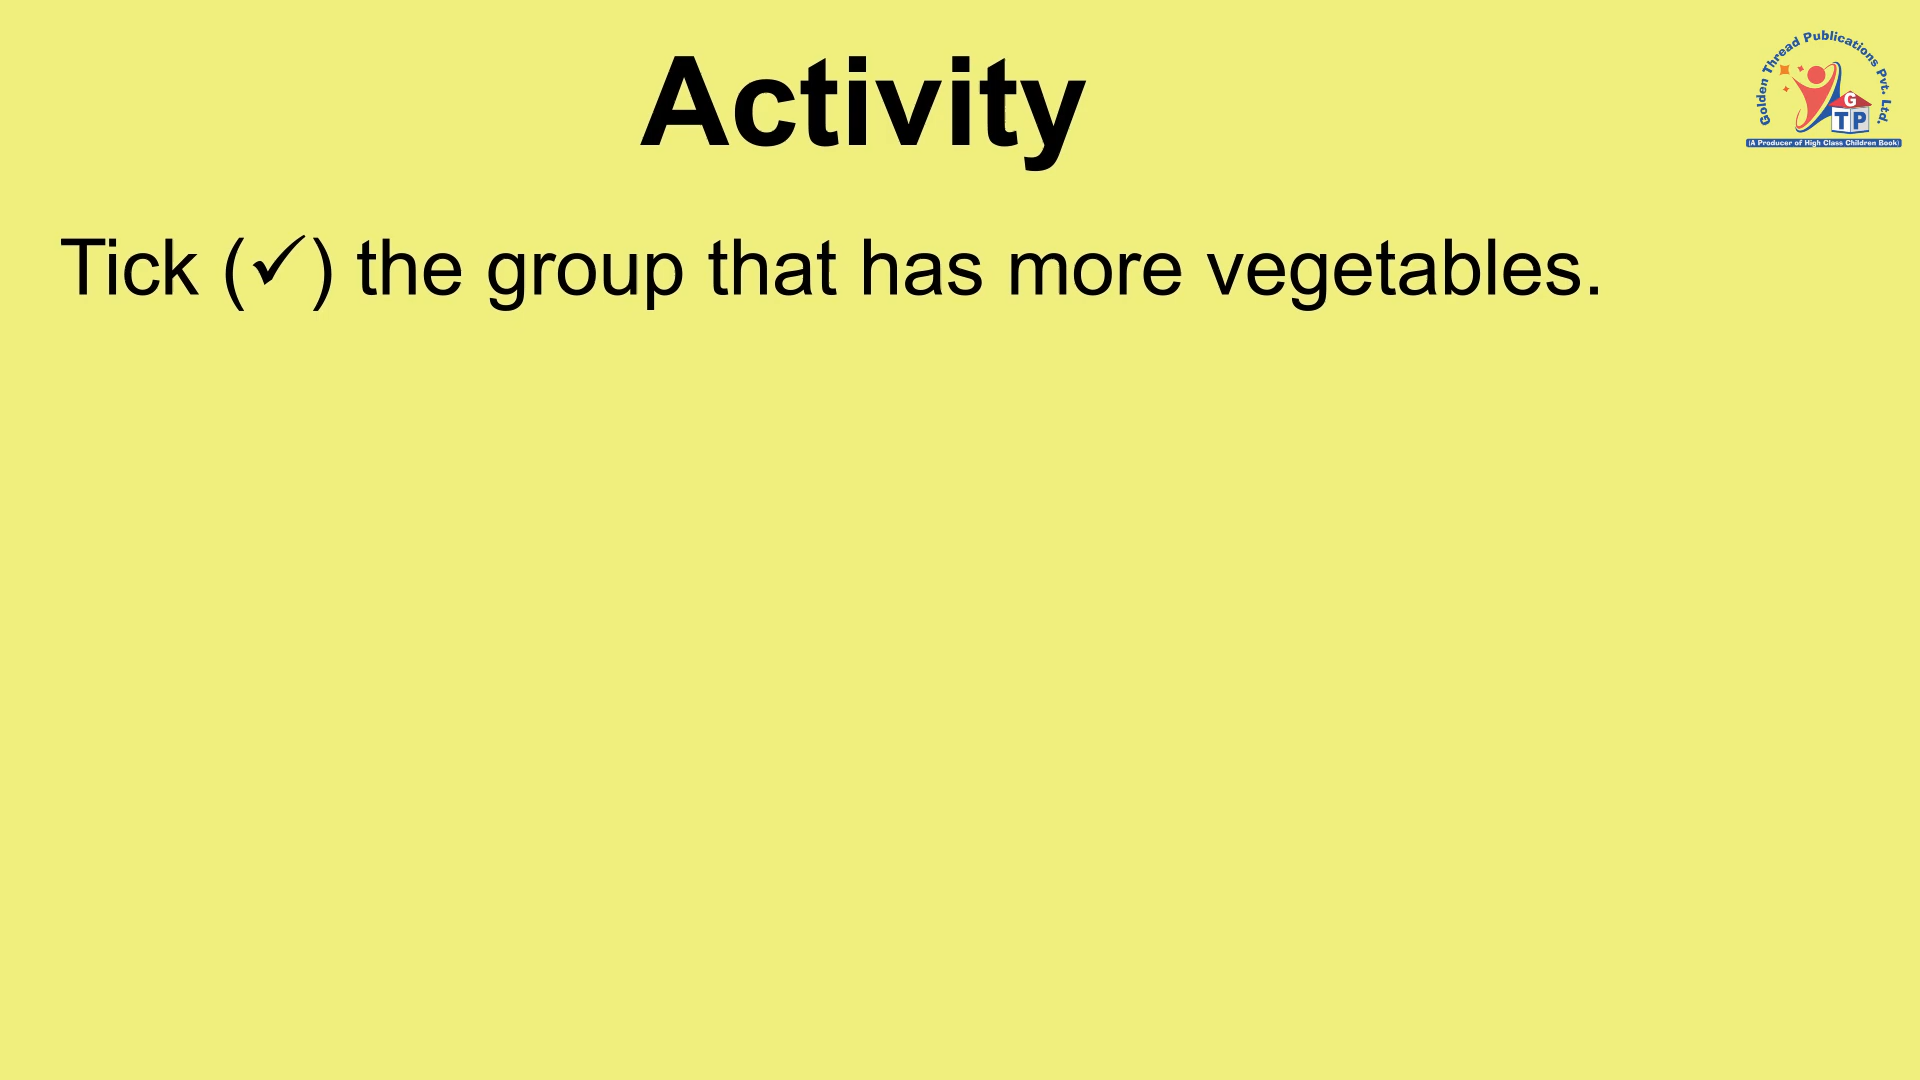 Activity
Golden Thread Publications Pvt. Ltd.
G
TP
(A Producer of High Class Children Book)
Tick (✓) the group that has more vegetables.